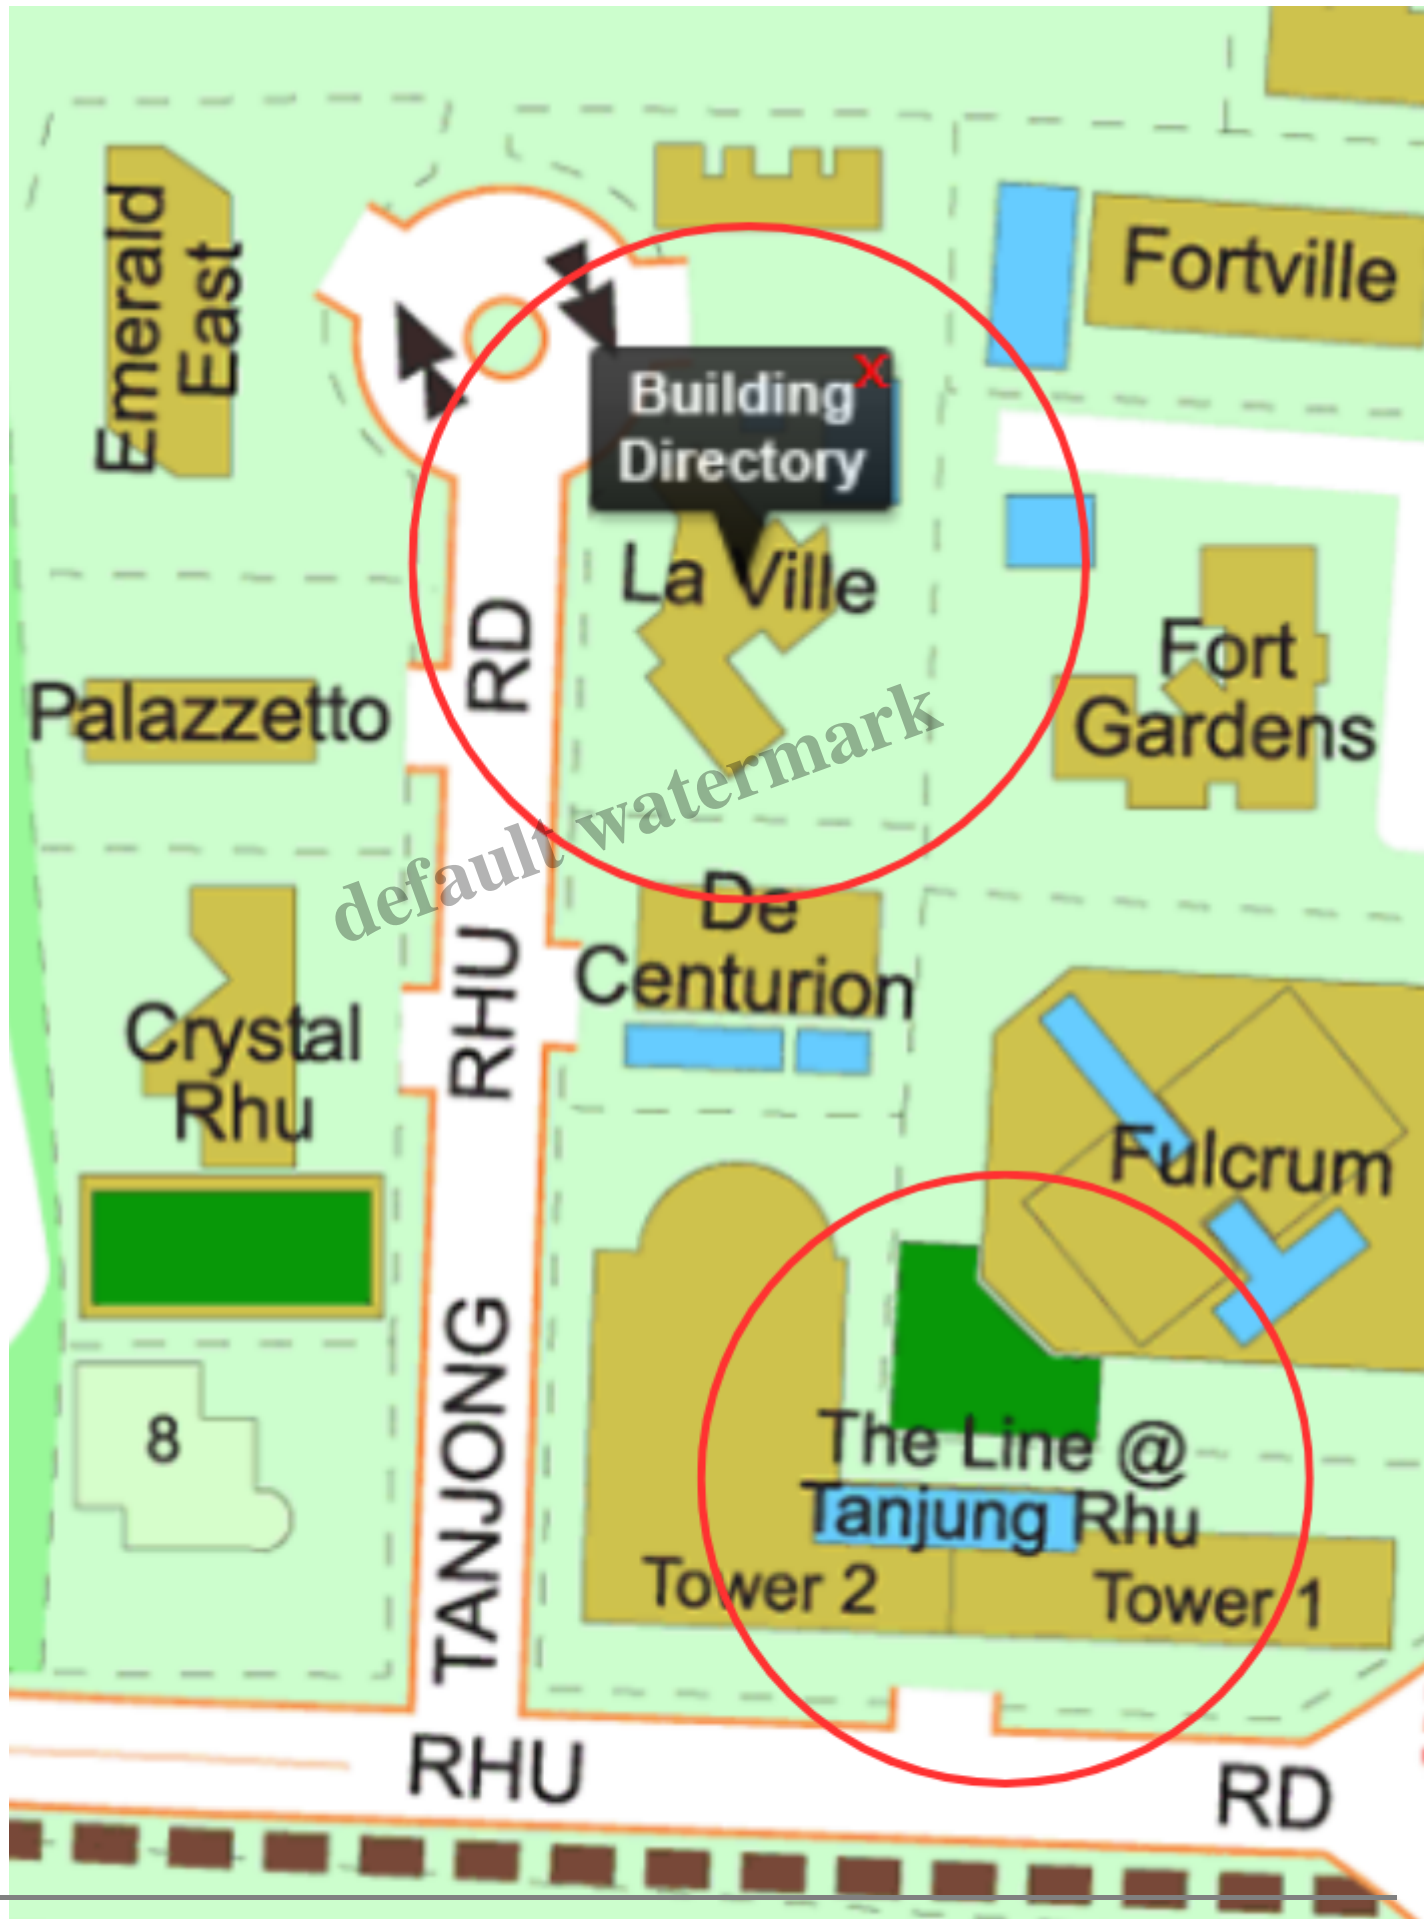 Emerald
East
Fortville
Building x
Directory
La Ville
RD
Fort
Gardens
Palazzetto
default watermark
De
Centurion
RHU
Crystal
Rhu
Fulcrum
8
TANJONG
The Line @
Tanjung Rhu
Tower 2
Tower 1
RHU
RD